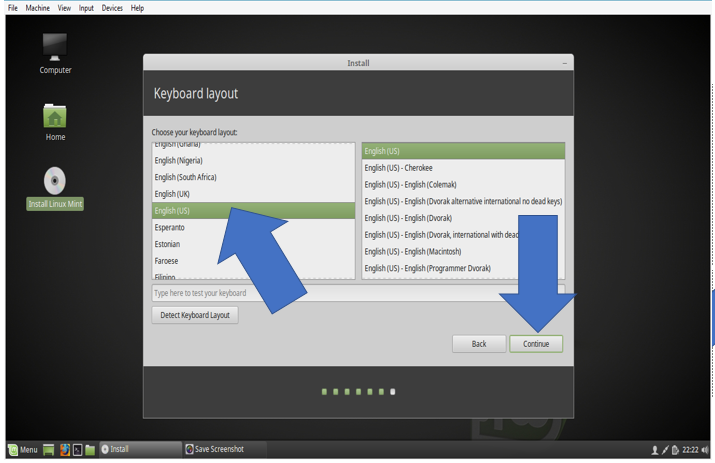 File Machine View Input Devices Help
Computer
Home
Install Linux Mint
Install
Keyboard layout
Choose your keyboard layout:
English (Ghana)
English (Nigeria)
English (South Africa)
English (UK)
English (US)
Esperanto
Estonian
Faroese
Filipino
English (US)
English (US) - Cherokee
English (US) - English (Colemak)
English (US) - English (Dvorak alternative international no dead keys)
English (US) - English (Dvorak)
English (US) - English (Dvorak, international with dead
English (US) - English (Macintosh)
English (US) - English (Programmer Dvorak)
Type here to test your keyboard
Detect Keyboard Layout
Back Continue
Menu Install Save Screenshot 22:22